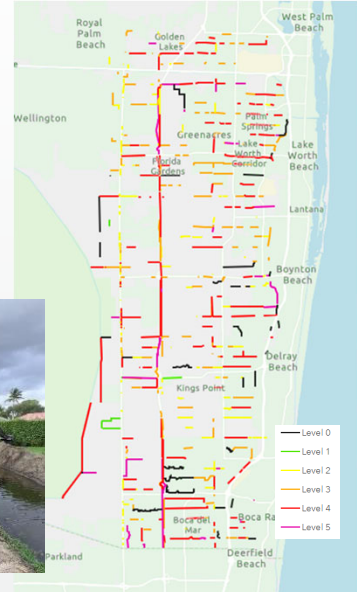 West Palm
Beach
Royal
Palm
Beach
Golden
Lakes
Wellington
Palm
Springs
Greenacres
Lake
Worth
Corridor
Lake
Worth
Beach
Florida
Gardens
Lantana
Boynton
Beach
Delray
Beach
Kings Point
Level 0
Level 1
Level 2
Level 3
Level 4
Level 5
Boca del
Mar
Boca Ra
Parkland
Deerfield
Beach